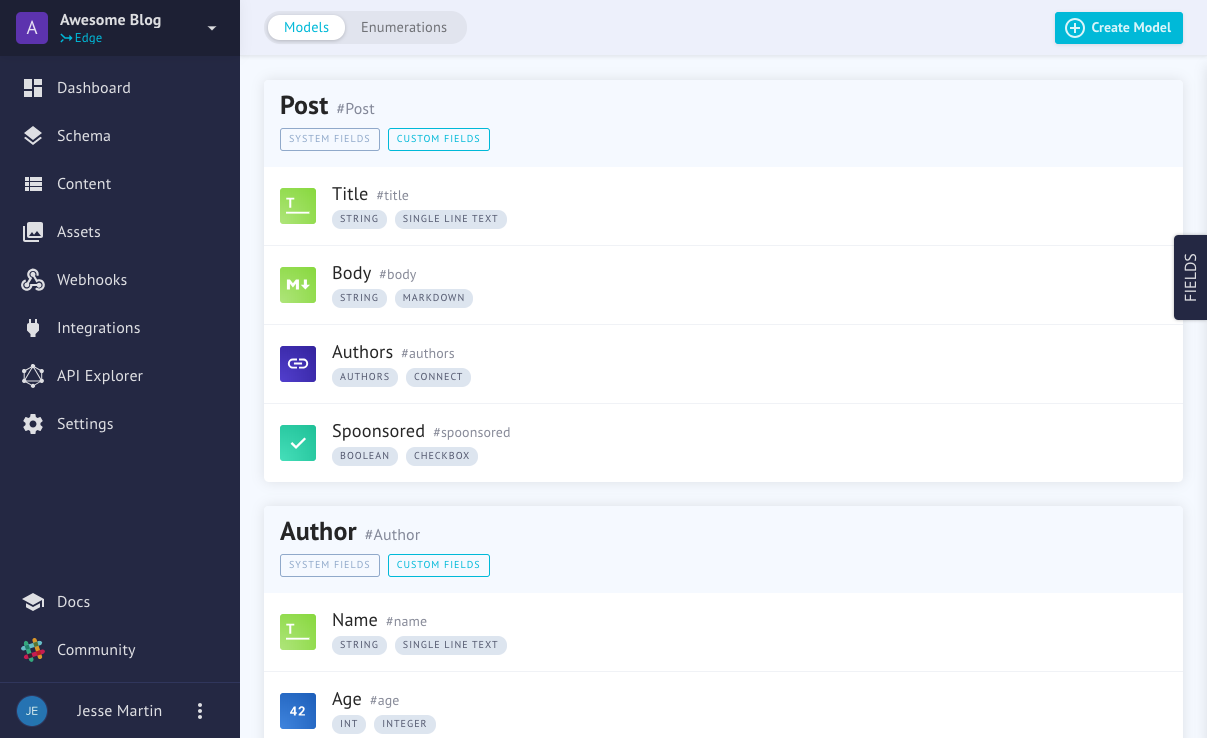 A
Awesome Blog
Edge
Dashboard
Schema
Content
Assets
Webhooks
Integrations
API Explorer
Settings
Docs
Community
JE
Jesse Martin
Models
Enumerations
Create Model
Post #Post
SYSTEM FIELDS CUSTOM FIELDS
T
Title #title
STRING SINGLE LINE TEXT
M
Body #body
STRING MARKDOWN
Authors #authors
AUTHORS CONNECT
Spoonsored #spoonsored
BOOLEAN CHECKBOX
Author #Author
SYSTEM FIELDS CUSTOM FIELDS
T
Name #name
STRING SINGLE LINE TEXT
42
Age #age
INT INTEGER
FIELDS